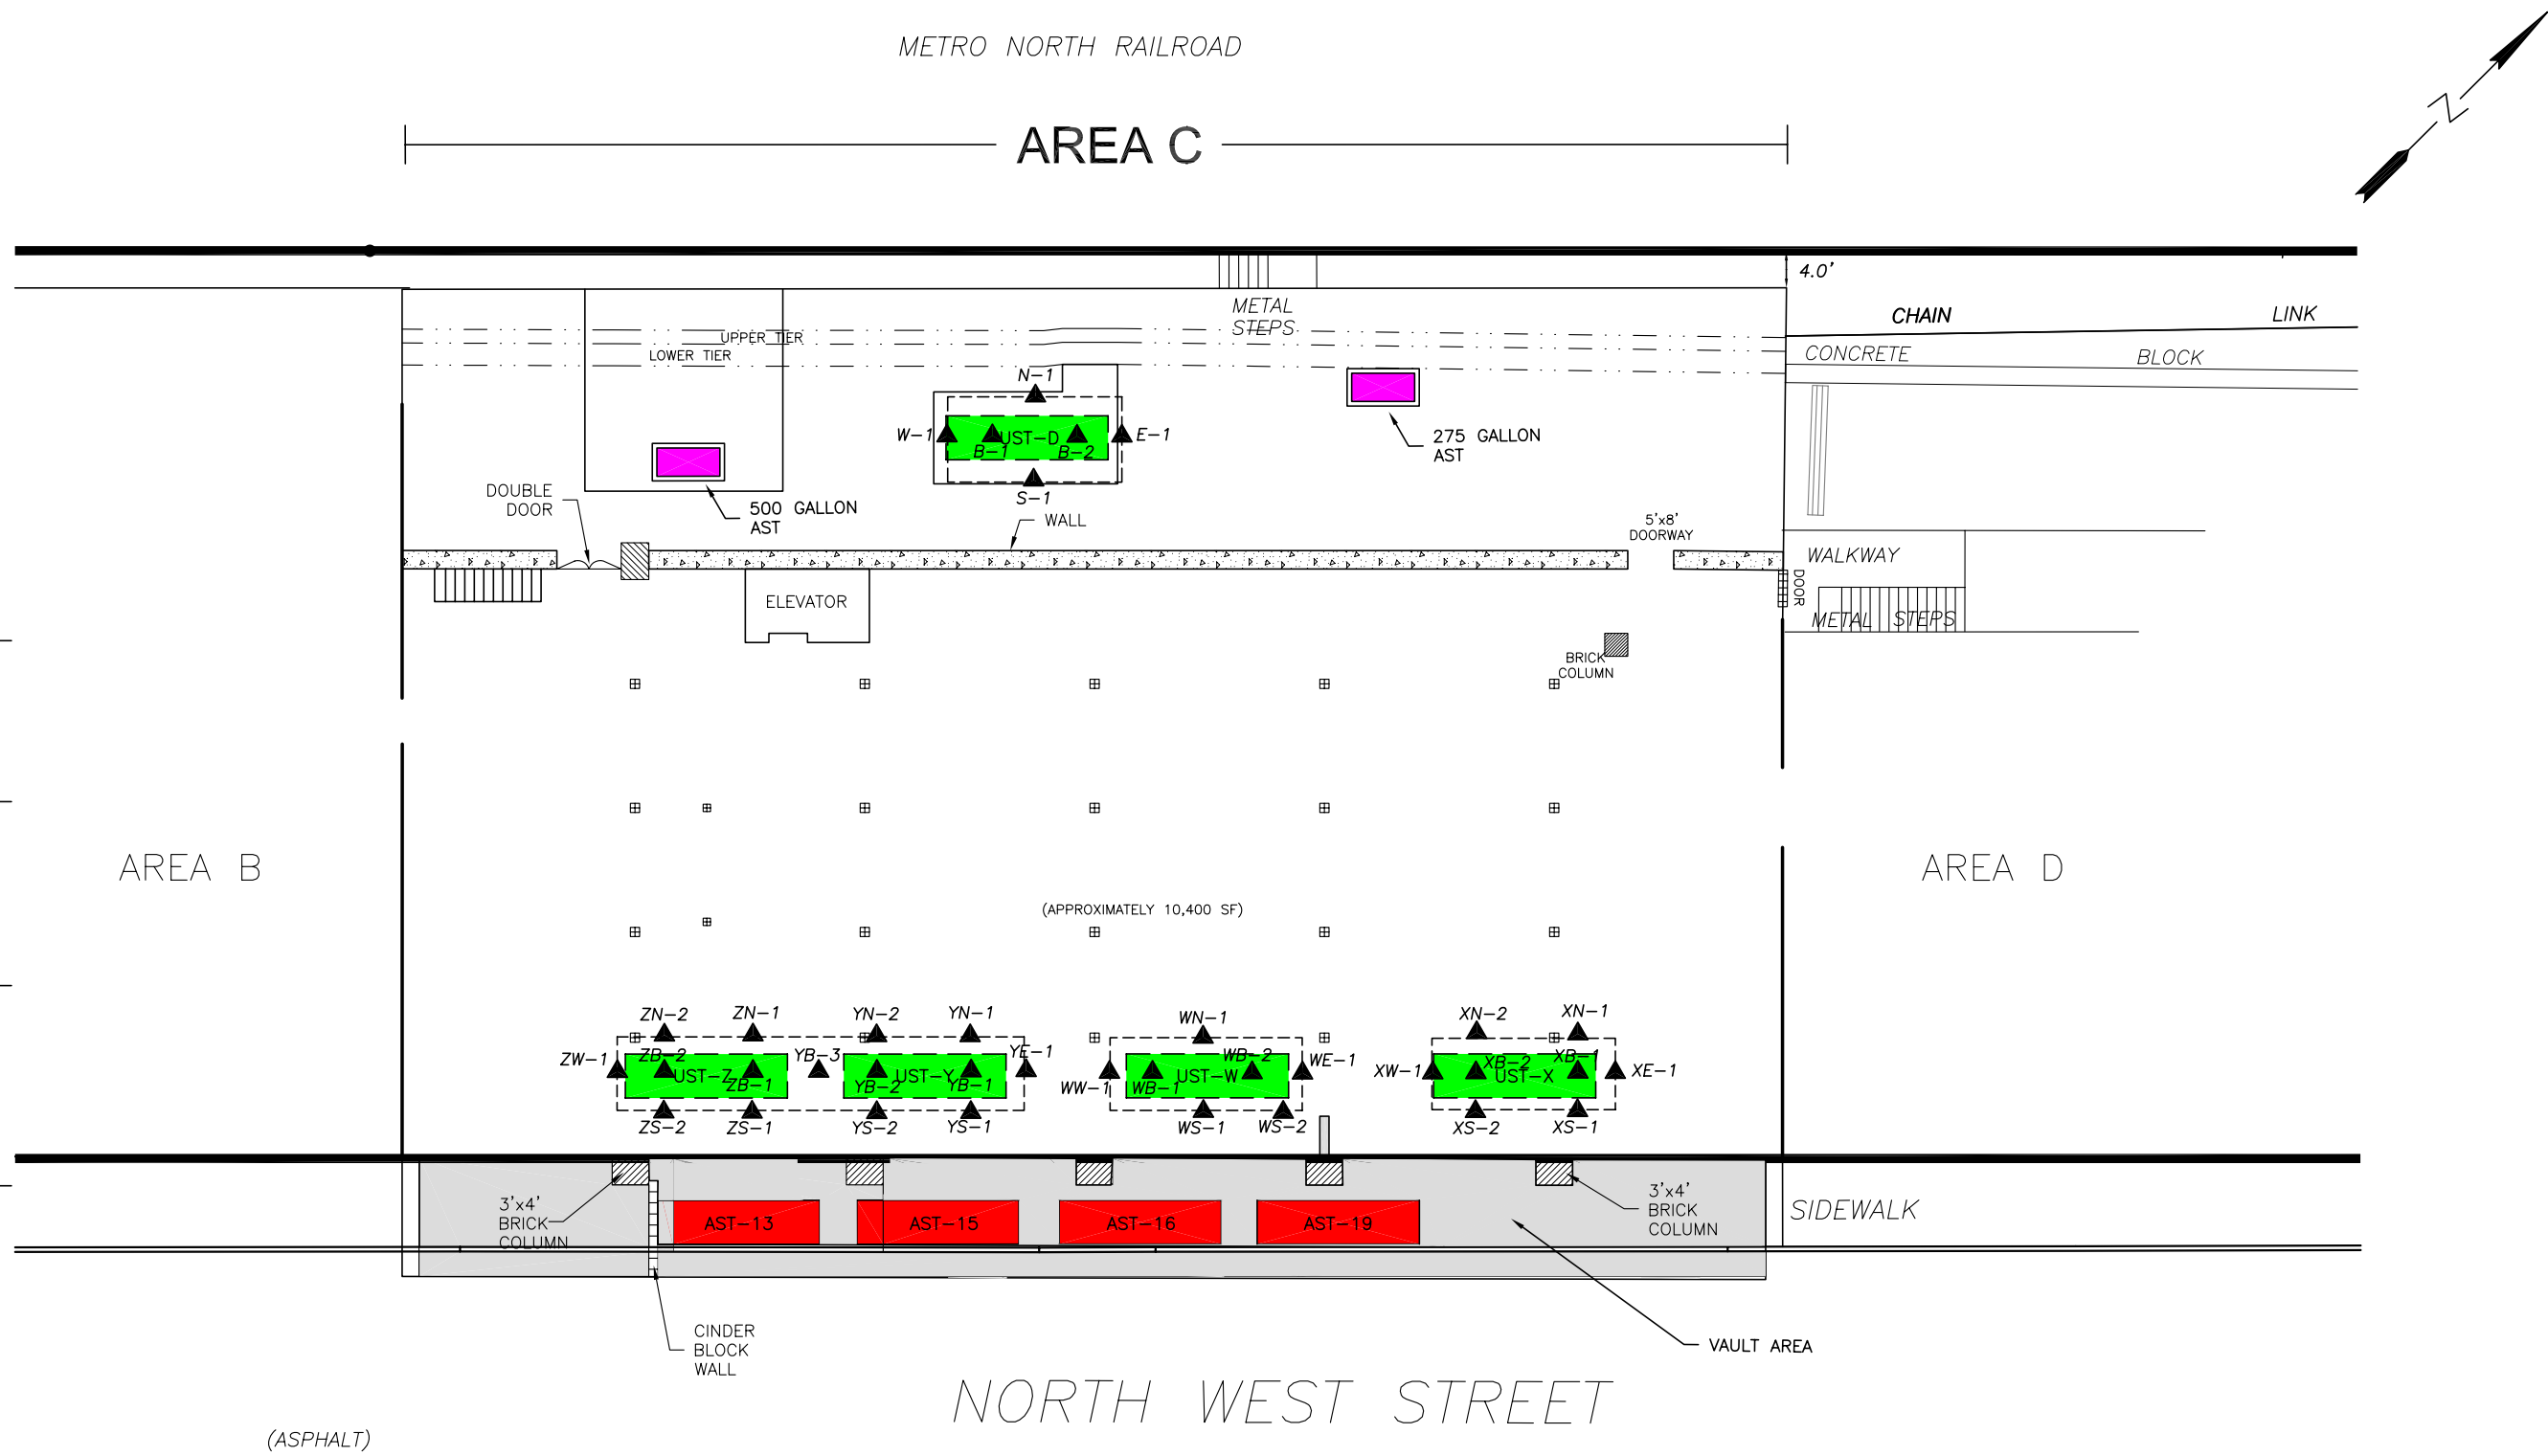 METRO NORTH RAILROAD
AREA C
Z
4.0'
METAL
STEPS
CHAIN
LINK
UPPER TIER
LOWER TIER
CONCRETE
BLOCK
N-1
W-1
UST-D
E-1
B-1
B-2
275 GALLON
AST
S-1
DOUBLE
DOOR
500 GALLON
AST
WALL
5'x8'
DOORWAY
WALKWAY
DOOR
ELEVATOR
METAL STEPS
BRICK
COLUMN
AREA B
AREA D
(APPROXIMATELY 10,400 SF)
ZN-2
ZN-1
YN-2
YN-1
WN-1
XN-2
XN-1
ZW-1
ZB-2
YB-3
YE-1
WB-2
WE-1
XB-1
XB-2
XW-1
XE-1
UST-Z
UST-Y
UST-W
UST-X
ZB-1
YB-2
YB-1
WW-1
WB-1
ZS-2
ZS-1
YS-2
YS-1
WS-1
WS-2
XS-2
XS-1
3'x4'
BRICK
COLUMN
AST-13
AST-15
AST-16
AST-19
3'x4'
BRICK
COLUMN
SIDEWALK
CINDER
BLOCK
WALL
VAULT AREA
NORTH WEST STREET
(ASPHALT)